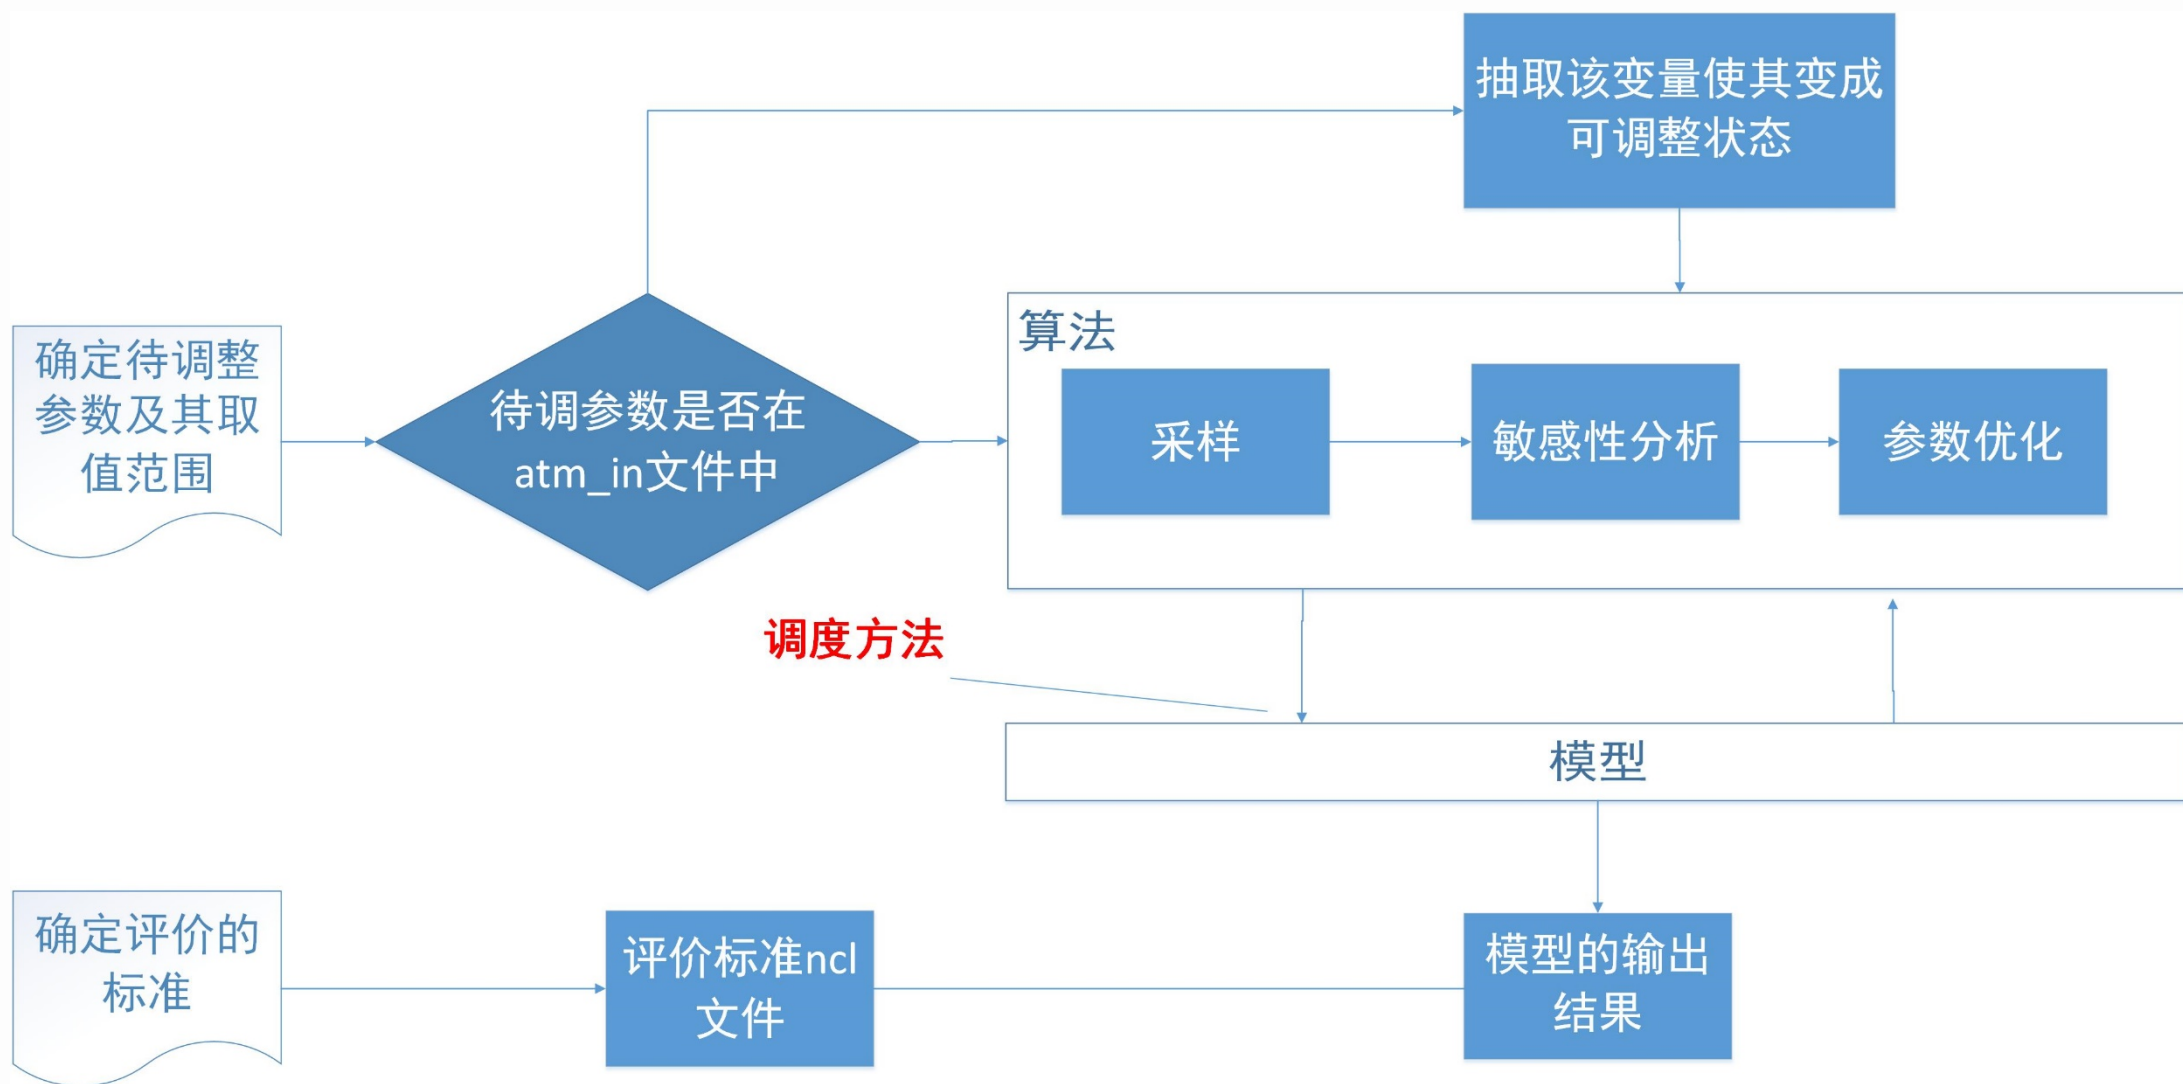 抽取该变量使其变成
可调整状态
确定待调整
参数及其取
值范围
待调参数是否在
atm_in文件中
算法
采样
敏感性分析
参数优化
调度方法
模型
确定评价的
标准
评价标准ncl
文件
模型的输出
结果